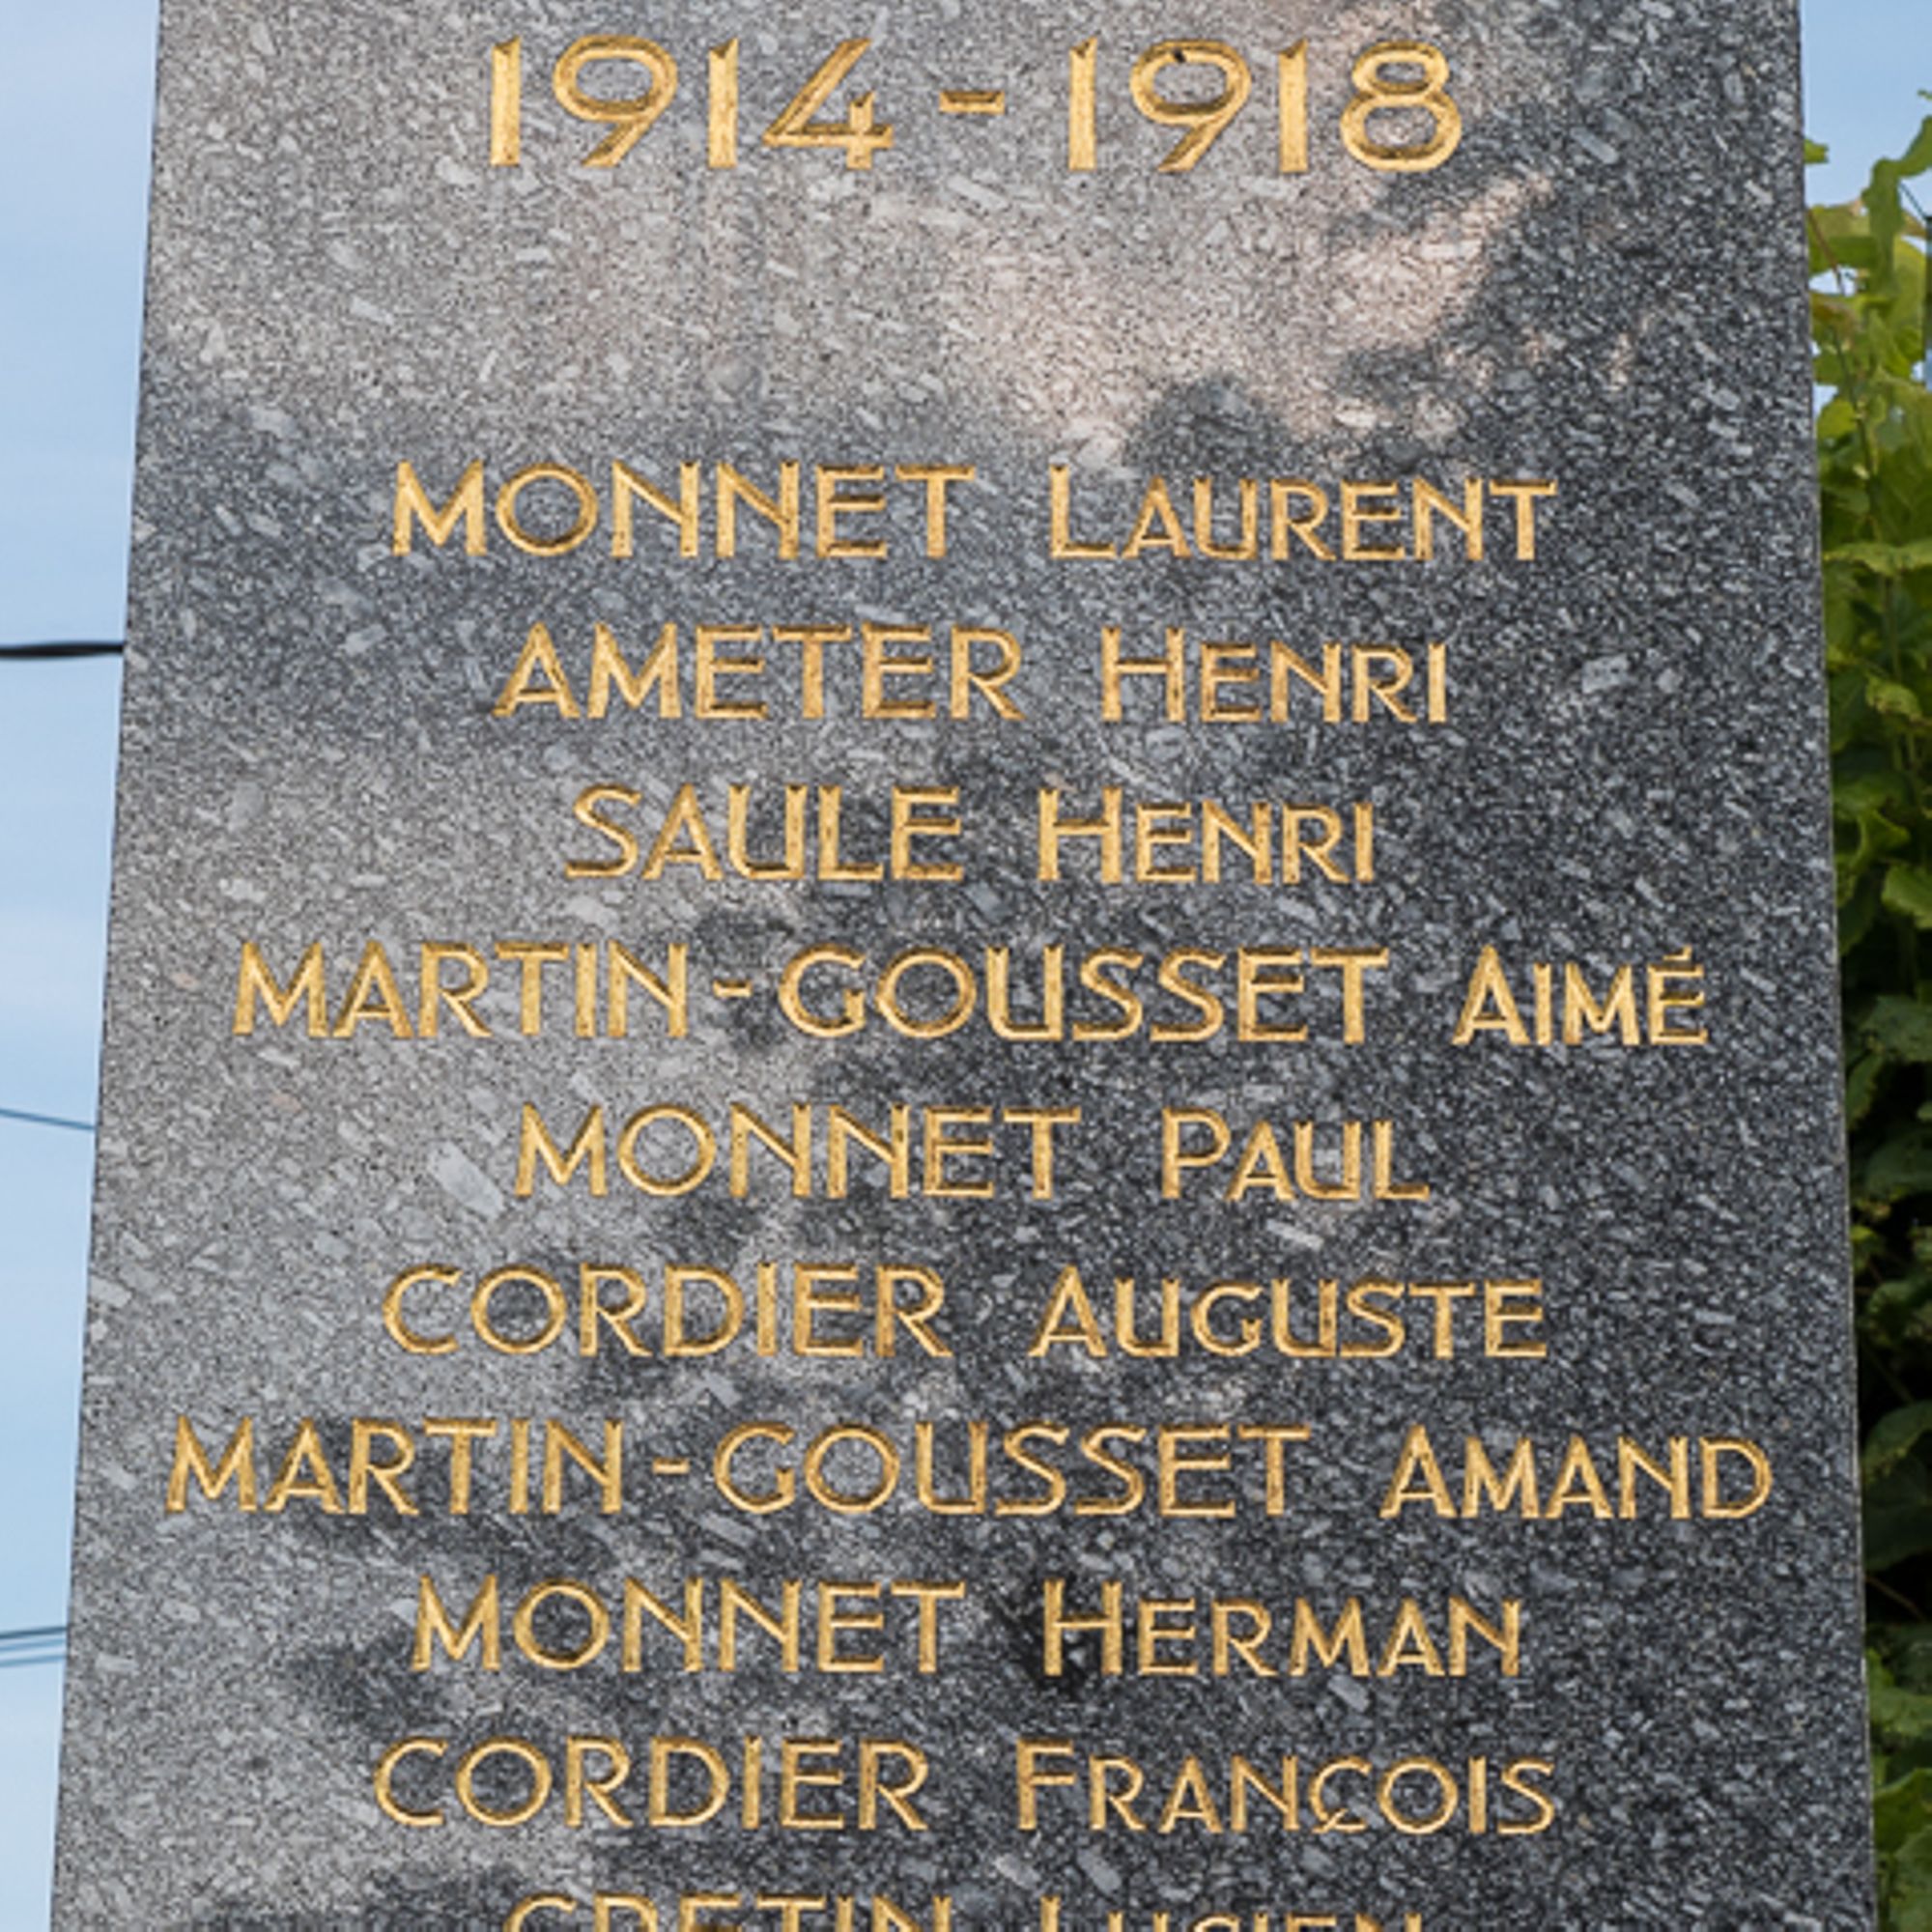 1914-1918
MONNET LAURENT
AMETER HENRI
SAULE HENRI
MARTIN-GOUSSET AIMÉ
MONNET PAUL
CORDIER AUGUSTE
MARTIN-GOUSSET AMAND
MONNET HERMAN
CORDIER FRANÇOIS
CRETIN